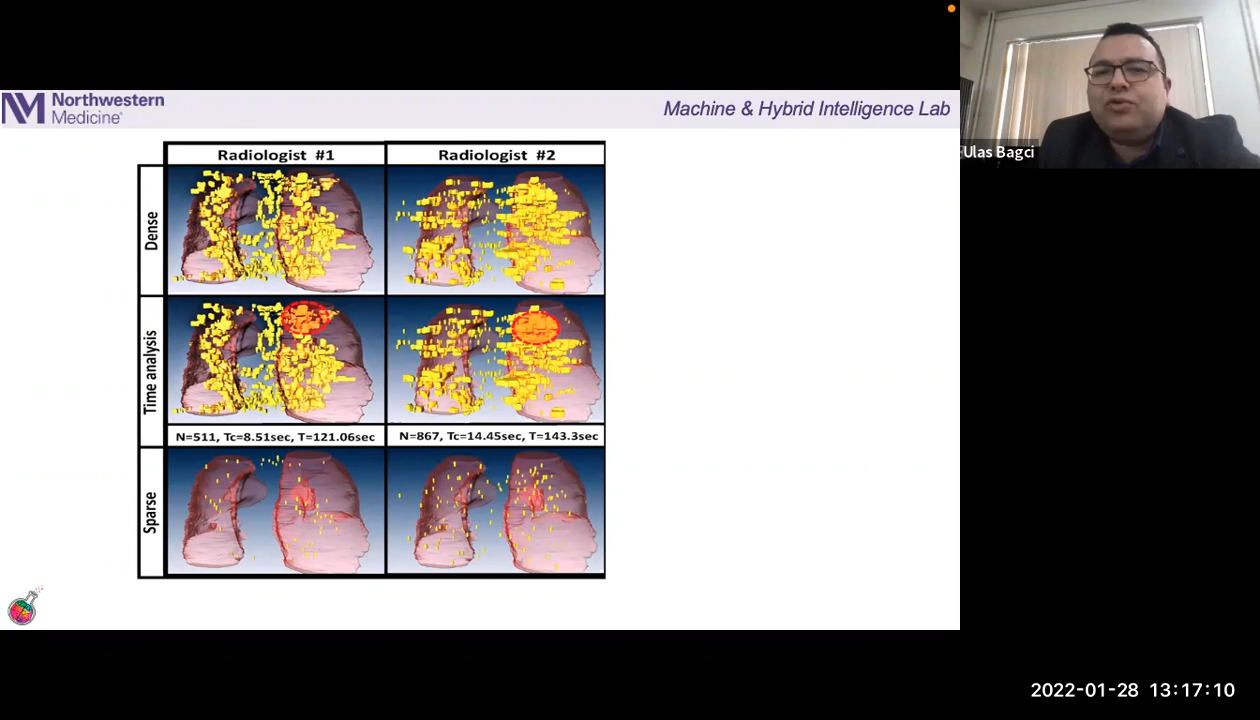 Northwestern
Medicine®
Machine & Hybrid Intelligence Lab
Ulas Bagci
Radiologist #1
Radiologist #2
Dense
Time analysis
N=511, Tc=8.51sec, T=121.06sec
N=867, Tc=14.45sec, T=143.3sec
Sparse
2022-01-28 13:17:10